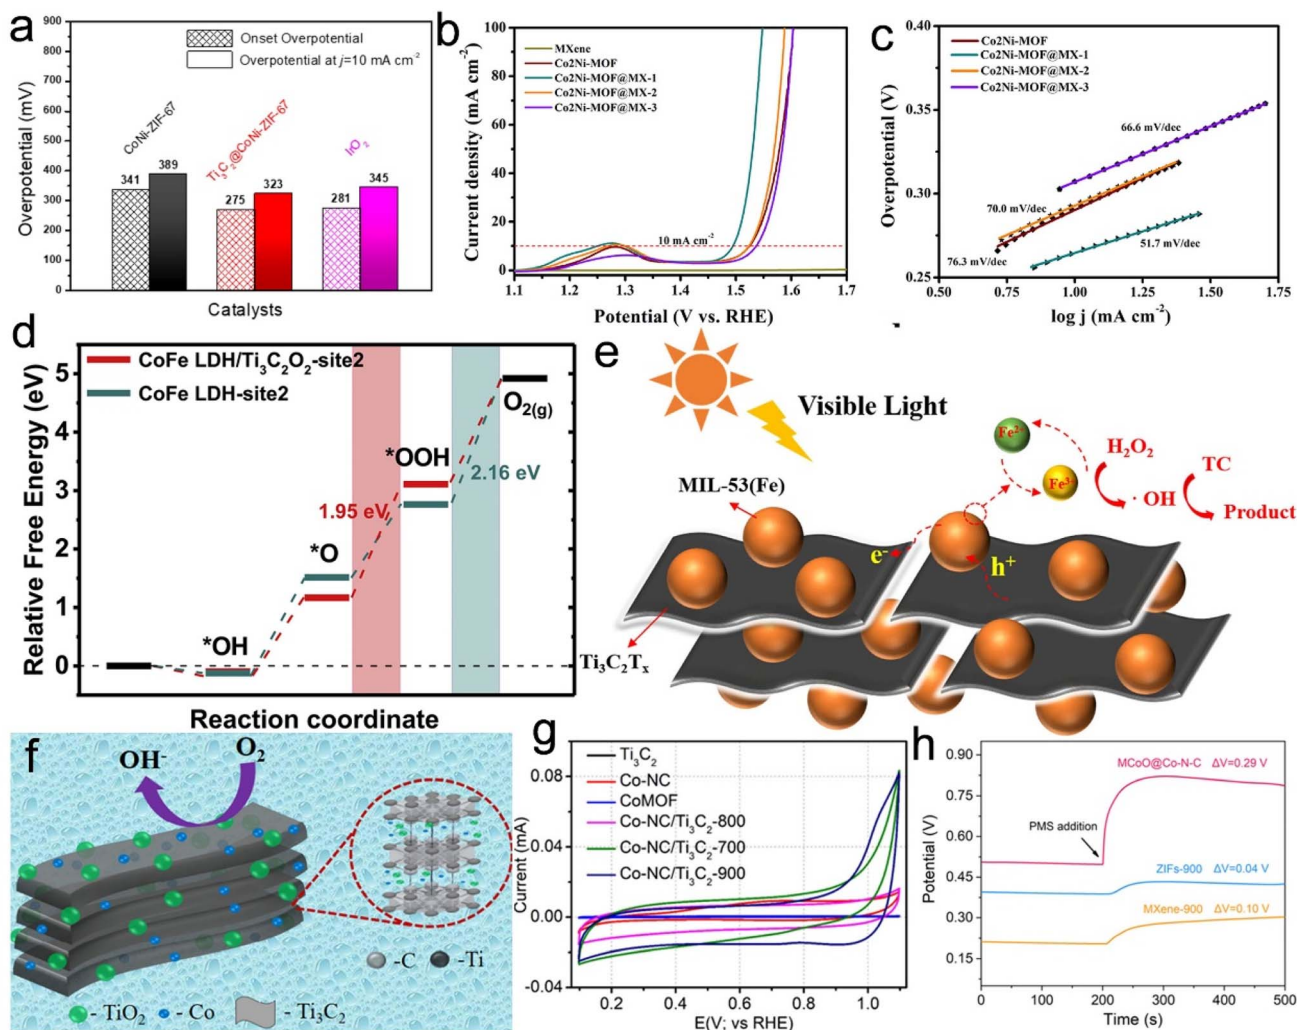 a
Overpotential (mV)
900
800
700
600
500
400
300
200
100
0
Onset Overpotential
Overpotential at j=10 mA cm⁻²
CoNi-ZIF-67
Ti₃C₂@CoNi-ZIF-67
IrO₂
341
389
275
323
281
345
Catalysts
b
Current density (mA cm⁻²)
100
80
60
40
20
0
MXene
Co2Ni-MOF
Co2Ni-MOF@MX-1
Co2Ni-MOF@MX-2
Co2Ni-MOF@MX-3
10 mA cm⁻²
1.1 1.2 1.3 1.4 1.5 1.6 1.7
Potential (V vs. RHE)
c
Overpotential (V)
0.40
0.35
0.30
0.25
Co2Ni-MOF
Co2Ni-MOF@MX-1
Co2Ni-MOF@MX-2
Co2Ni-MOF@MX-3
66.6 mV/dec
70.0 mV/dec
51.7 mV/dec
76.3 mV/dec
0.50 0.75 1.00 1.25 1.50 1.75
log j (mA cm⁻²)
d
Relative Free Energy (eV)
5
4
3
2
1
0
CoFe LDH/Ti₃C₂O₂-site2
CoFe LDH-site2
O₂(g)
*OOH
2.16 eV
1.95 eV
*O
*OH
Reaction coordinate
e
Visible Light
MIL-53(Fe)
Fe²⁺
Fe³⁺
H₂O₂
· OH
TC
Product
e⁻
h⁺
Ti₃C₂Tₓ
f
OH⁻
O₂
-C
-Ti
- TiO₂
- Co
- Ti₃C₂
g
Current (mA)
0.08
0.04
0.00
-0.04
Ti₃C₂
Co-NC
CoMOF
Co-NC/Ti₃C₂-800
Co-NC/Ti₃C₂-700
Co-NC/Ti₃C₂-900
0.2 0.4 0.6 0.8 1.0
E(V; vs RHE)
h
Potential (V)
0.90
0.75
0.60
0.45
0.30
0.15
0.00
MCoO@Co-N-C ΔV=0.29 V
PMS addition
ZIFs-900 ΔV=0.04 V
MXene-900 ΔV=0.10 V
0 100 200 300 400 500
Time (s)